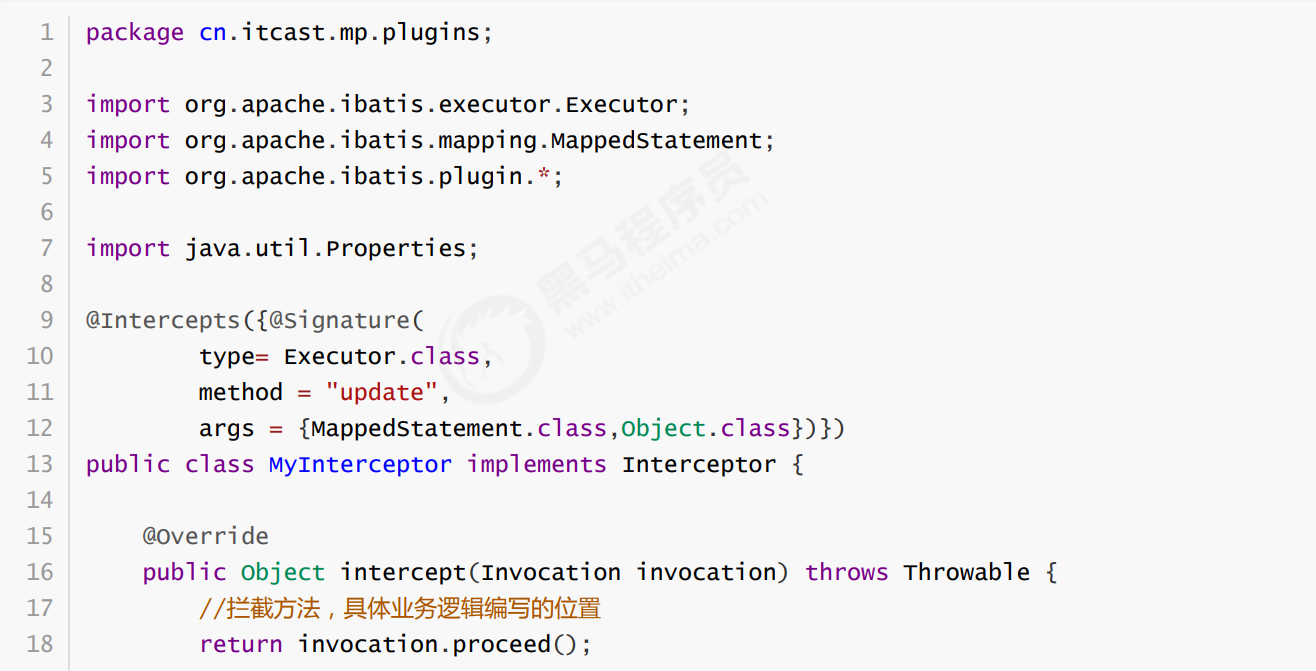 1 package cn.itcast.mp.plugins;
2
3 import org.apache.ibatis.executor.Executor;
4 import org.apache.ibatis.mapping.MappedStatement;
5 import org.apache.ibatis.plugin.*;
6
7 import java.util.Properties;
8
9 @Intercepts({@Signature(
10 type= Executor.class,
11 method = "update",
12 args = {MappedStatement.class,Object.class})})
13 public class MyInterceptor implements Interceptor {
14
15 @Override
16 public Object intercept(Invocation invocation) throws Throwable {
17 //拦截方法，具体业务逻辑编写的位置
18 return invocation.proceed();
黑马程序员
www.itheima.com